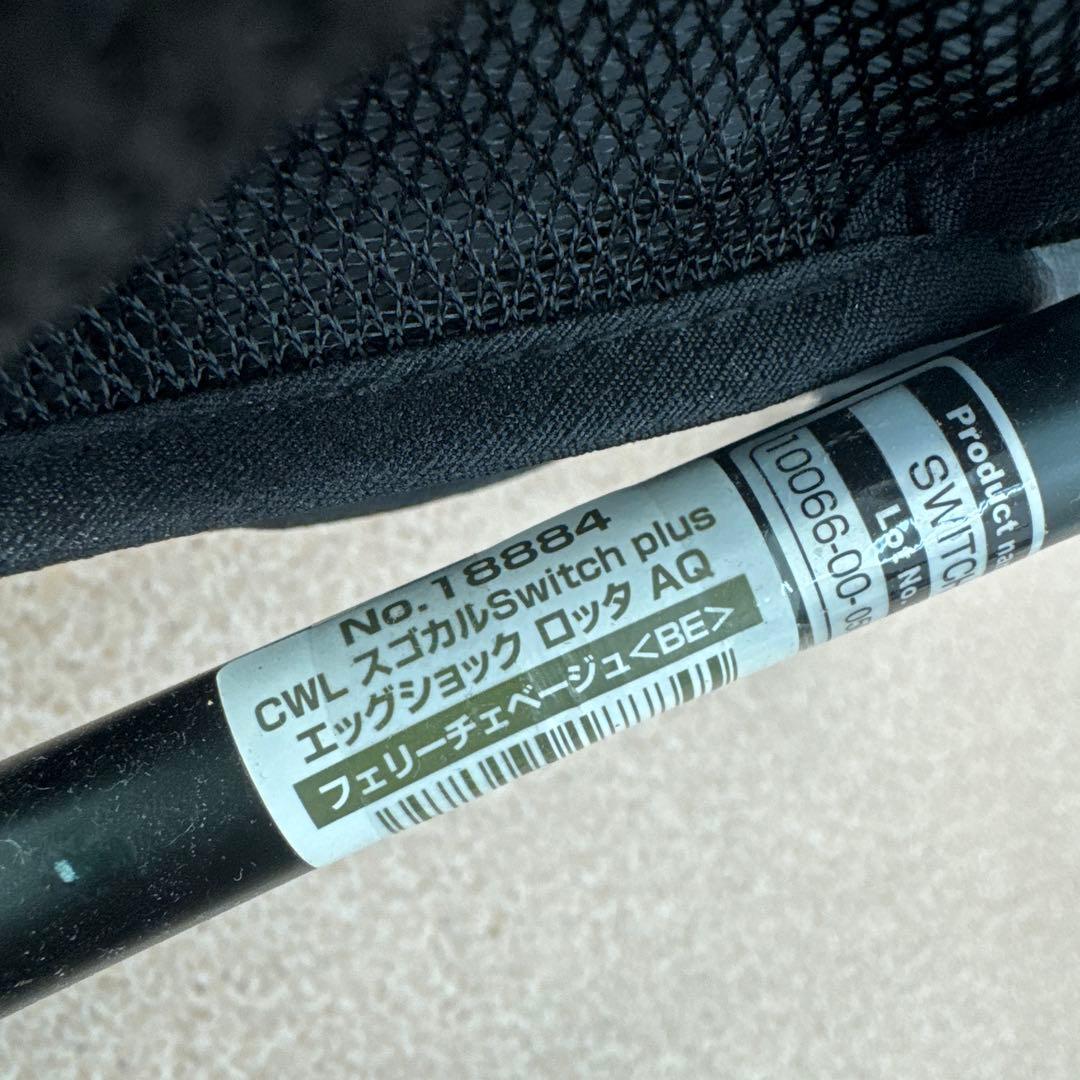 No.18884
CWL スゴカルSwitch plus
エッグショック ロッタ AQ
フェリーチェベージュ<BE>
Product
SWITCH
Lot No.
10066-00-05